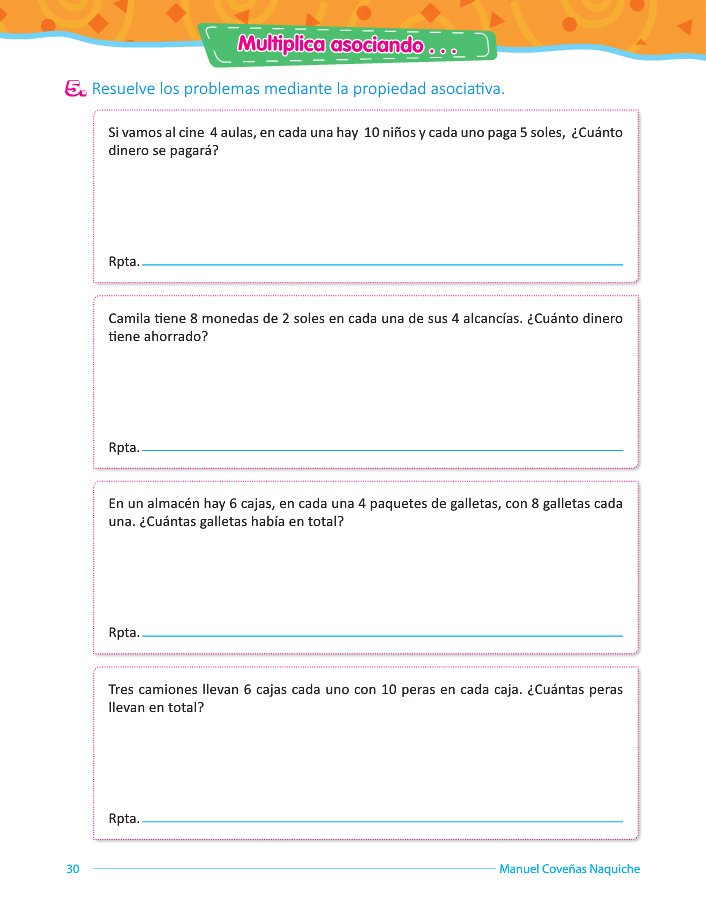 Multiplica asociando . . .
5. Resuelve los problemas mediante la propiedad asociativa.
Si vamos al cine 4 aulas, en cada una hay 10 niños y cada uno paga 5 soles, ¿Cuánto
dinero se pagará?
Rpta.
Camila tiene 8 monedas de 2 soles en cada una de sus 4 alcancías. ¿Cuánto dinero
tiene ahorrado?
Rpta.
En un almacén hay 6 cajas, en cada una 4 paquetes de galletas, con 8 galletas cada
una. ¿Cuántas galletas había en total?
Rpta.
Tres camiones llevan 6 cajas cada uno con 10 peras en cada caja. ¿Cuántas peras
llevan en total?
Rpta.
30 Manuel Coveñas Naquiche